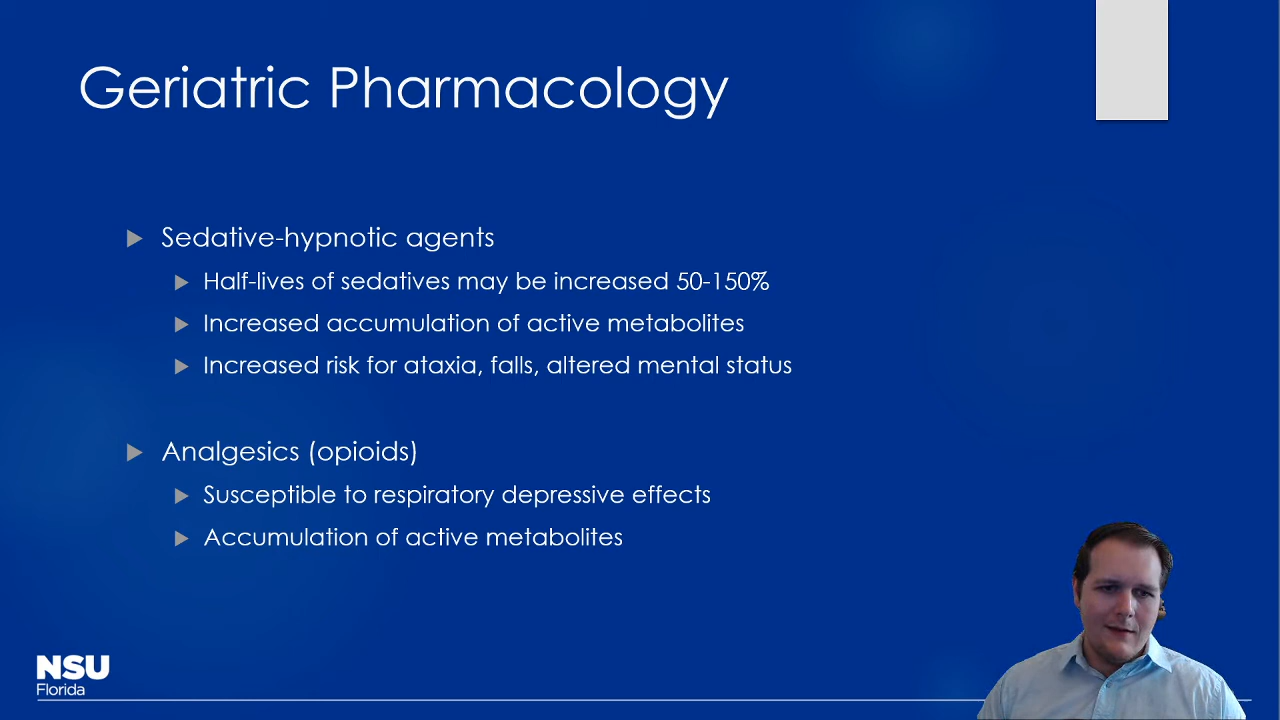 Geriatric Pharmacology
Sedative-hypnotic agents
Half-lives of sedatives may be increased 50-150%
Increased accumulation of active metabolites
Increased risk for ataxia, falls, altered mental status
Analgesics (opioids)
Susceptible to respiratory depressive effects
Accumulation of active metabolites
NSU
Florida